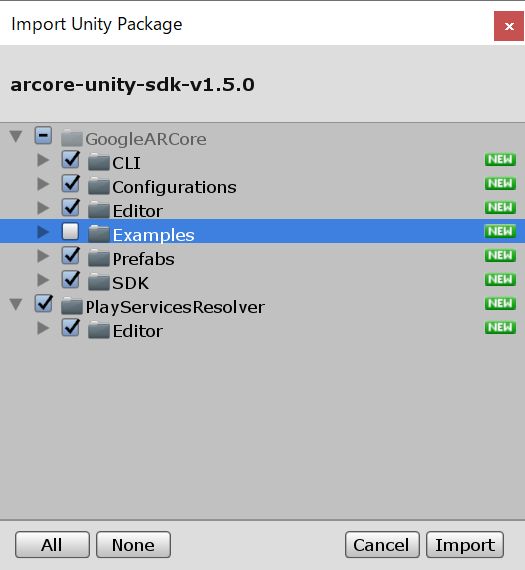 Import Unity Package
arcore-unity-sdk-v1.5.0
GoogleARCore
CLI NEW
Configurations NEW
Editor NEW
Examples NEW
Prefabs NEW
SDK NEW
PlayServicesResolver NEW
Editor NEW
All None Cancel Import